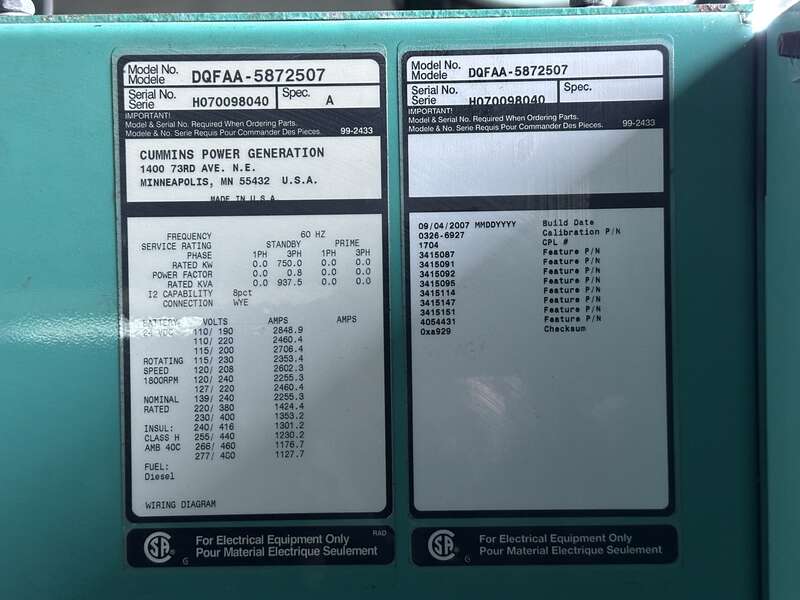 Model No. DQFAA-5872507
Modele
Serial No. H070098040 Spec. A
Serie
IMPORTANT!
Model & Serial No. Required When Ordering Parts.
Modele & No. Serie Requis Pour Commander Des Pieces. 99-2433
CUMMINS POWER GENERATION
1400 73RD AVE. N.E.
MINNEAPOLIS, MN 55432 U.S.A.
MADE IN U.S.A.
FREQUENCY 60 HZ
SERVICE RATING STANDBY PRIME
PHASE 1PH 3PH 1PH 3PH
RATED KW 0.0 750.0 0.0 0.0
POWER FACTOR 0.0 0.8 0.0 0.0
RATED KVA 0.0 937.5 0.0 0.0
I2 CAPABILITY 8pct
CONNECTION WYE
BATTERY VOLTS AMPS AMPS
24 VDC 110/ 190 2848.9
110/ 220 2460.4
115/ 200 2706.4
ROTATING 115/ 230 2353.4
SPEED 120/ 208 2602.3
1800RPM 120/ 240 2255.3
127/ 220 2460.4
NOMINAL 139/ 240 2255.3
RATED 220/ 380 1424.4
230/ 400 1353.2
INSUL: 240/ 416 1301.2
CLASS H 255/ 440 1230.2
AMB 40C 266/ 460 1176.7
277/ 480 1127.7
FUEL:
Diesel
WIRING DIAGRAM
CSA® For Electrical Equipment Only RAD
G Pour Material Electrique Seulement
Model No. DQFAA-5872507
Modele
Serial No. H070098040 Spec.
Serie
IMPORTANT!
Model & Serial No. Required When Ordering Parts.
Modele & No. Serie Requis Pour Commander Des Pieces. 99-2433
09/04/2007 MMDDYYYY Build Date
0326-6927 Calibration P/N
1704 CPL #
3415087 Feature P/N
3415091 Feature P/N
3415092 Feature P/N
3415095 Feature P/N
3415114 Feature P/N
3415147 Feature P/N
3415151 Feature P/N
4054431 Feature P/N
0xa929 Checksum
CSA® For Electrical Equipment Only
G Pour Material Electrique Seulement